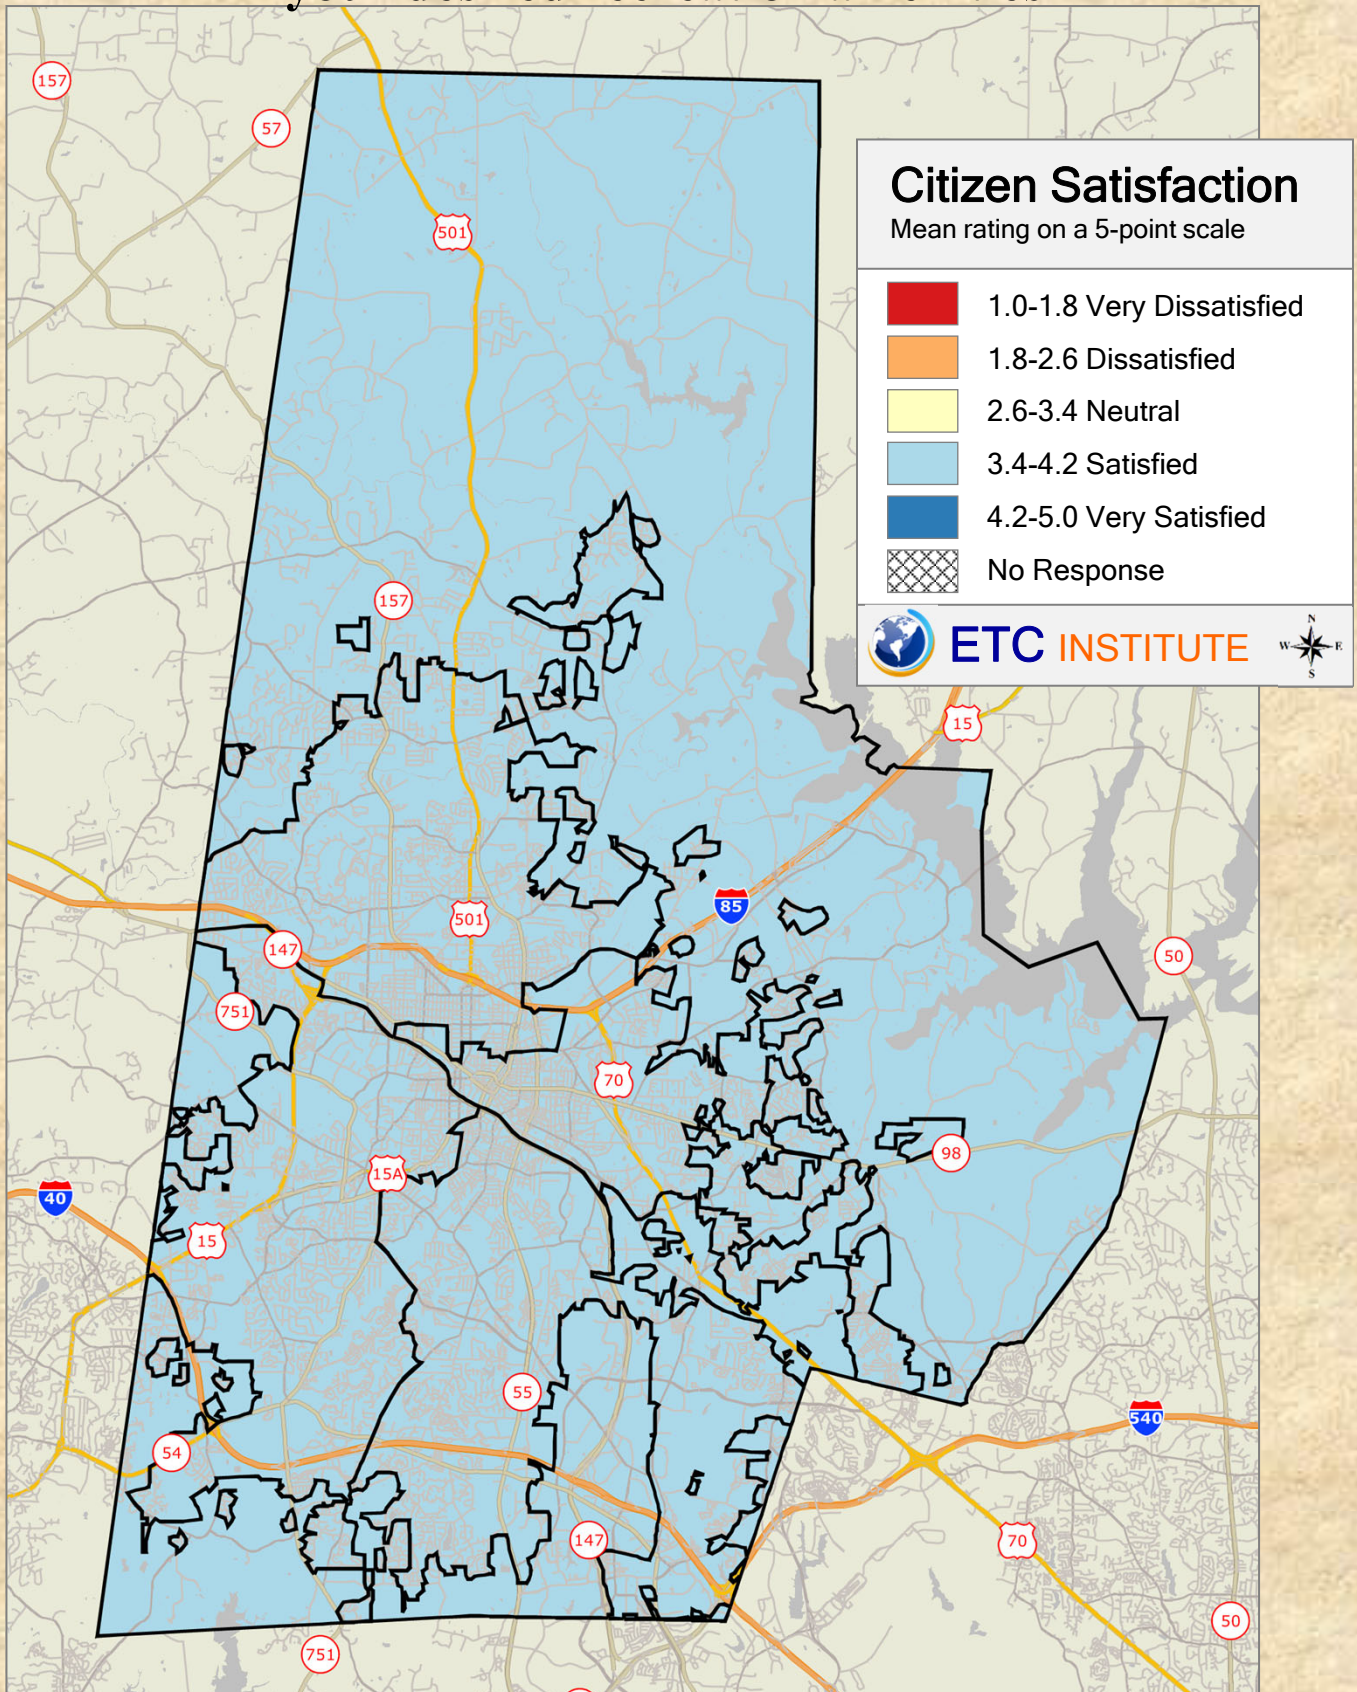 157
57
501
Citizen Satisfaction
Mean rating on a 5-point scale
1.0-1.8 Very Dissatisfied
1.8-2.6 Dissatisfied
2.6-3.4 Neutral
3.4-4.2 Satisfied
4.2-5.0 Very Satisfied
No Response
ETC INSTITUTE
N
W E
S
157
15
85
501
147
50
751
70
98
15A
40
15
55
540
54
147
70
50
751